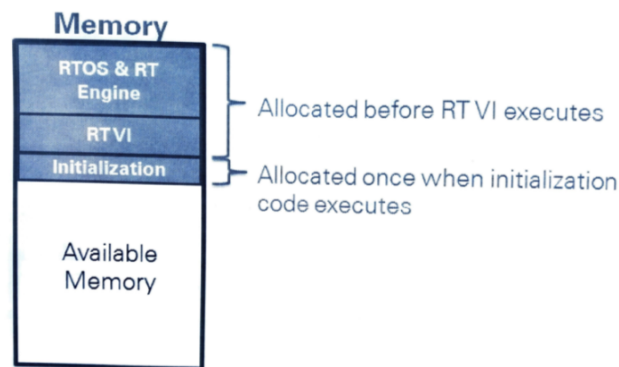 Memory
RTOS & RT
Engine
RT VI
Initialization
Available
Memory
Allocated before RT VI executes
Allocated once when initialization
code executes